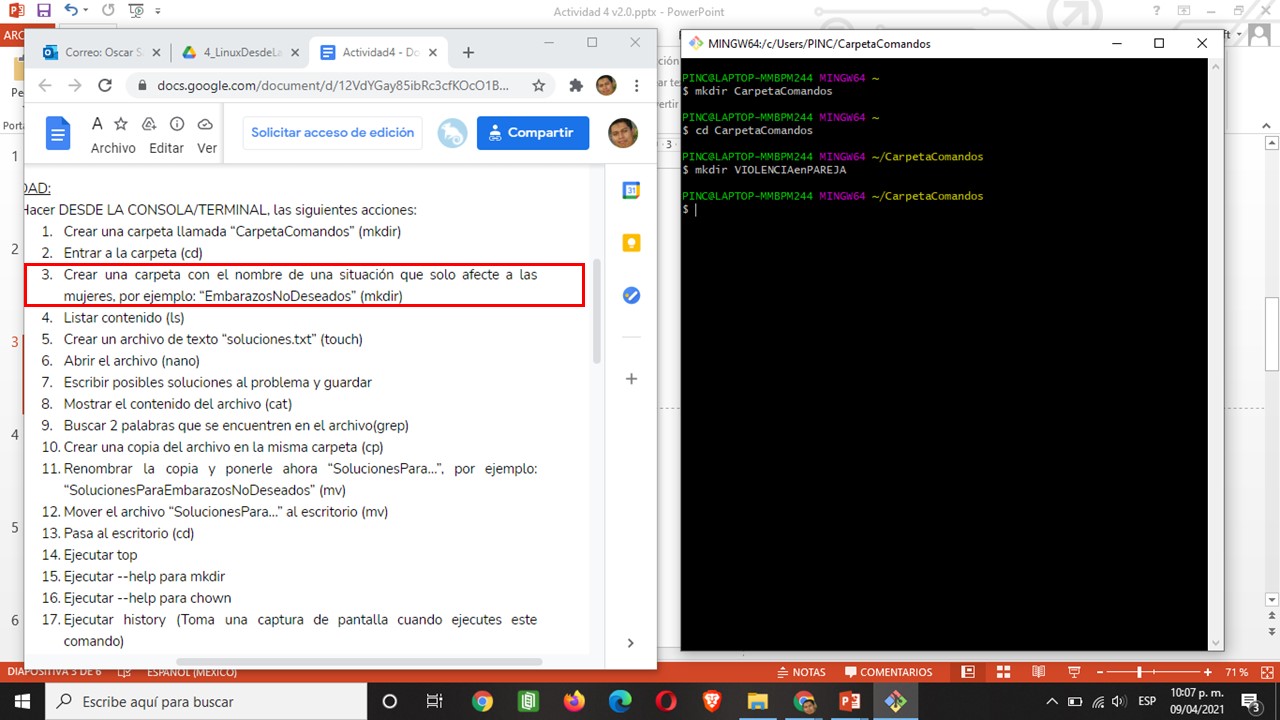 Actividad 4 v2.0.pptx - PowerPoint
Correo: Oscar S
4_LinuxDesdeLa
Actividad4 - Do
docs.google.com/document/d/12VdYGay85ibRc3cfKOcO1B...
Archivo Editar Ver
Solicitar acceso de edición
Compartir
DAD:
Hacer DESDE LA CONSOLA/TERMINAL, las siguientes acciones:
1. Crear una carpeta llamada “CarpetaComandos” (mkdir)
2. Entrar a la carpeta (cd)
3. Crear una carpeta con el nombre de una situación que solo afecte a las
mujeres, por ejemplo: “EmbarazosNoDeseados” (mkdir)
4. Listar contenido (ls)
5. Crear un archivo de texto “soluciones.txt” (touch)
6. Abrir el archivo (nano)
7. Escribir posibles soluciones al problema y guardar
8. Mostrar el contenido del archivo (cat)
9. Buscar 2 palabras que se encuentren en el archivo(grep)
10. Crear una copia del archivo en la misma carpeta (cp)
11. Renombrar la copia y ponerle ahora “SolucionesPara...”, por ejemplo:
“SolucionesParaEmbarazosNoDeseados” (mv)
12. Mover el archivo “SolucionesPara...” al escritorio (mv)
13. Pasa al escritorio (cd)
14. Ejecutar top
15. Ejecutar --help para mkdir
16. Ejecutar --help para chown
17. Ejecutar history (Toma una captura de pantalla cuando ejecutes este
comando)
MINGW64:/c/Users/PINC/CarpetaComandos
PINC@LAPTOP-MMBPM244 MINGW64 ~
$ mkdir CarpetaComandos
PINC@LAPTOP-MMBPM244 MINGW64 ~
$ cd CarpetaComandos
PINC@LAPTOP-MMBPM244 MINGW64 ~/CarpetaComandos
$ mkdir VIOLENCIAenPAREJA
PINC@LAPTOP-MMBPM244 MINGW64 ~/CarpetaComandos
$
1
2
3
4
5
6
DIAPOSITIVA 3 DE 6
ESPAÑOL (MÉXICO)
NOTAS
COMENTARIOS
71 %
Escribe aquí para buscar
ESP
10:07 p. m.
09/04/2021
3